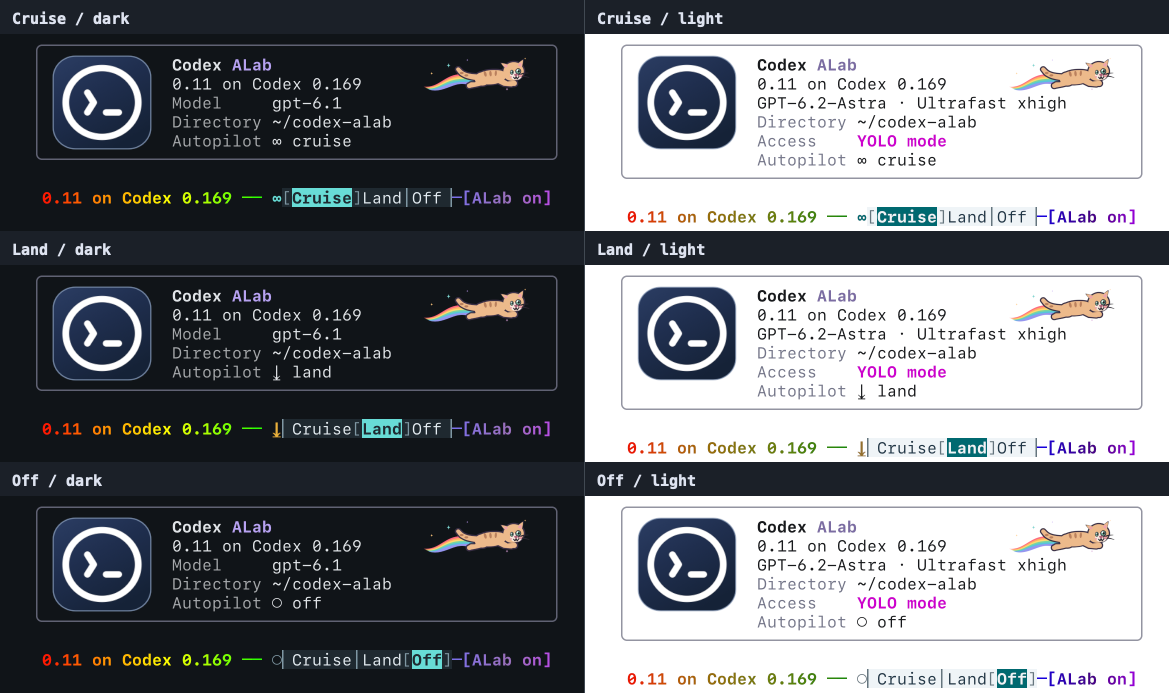 Cruise / dark
Codex ALab
0.11 on Codex 0.169
Model gpt-6.1
Directory ~/codex-alab
Autopilot ∞ cruise
0.11 on Codex 0.169 ── ∞[Cruise]Land|Off |─[ALab on]
Cruise / light
Codex ALab
0.11 on Codex 0.169
GPT-6.2-Astra · Ultrafast xhigh
Directory ~/codex-alab
Access YOLO mode
Autopilot ∞ cruise
0.11 on Codex 0.169 ── ∞[Cruise]Land|Off |─[ALab on]
Land / dark
Codex ALab
0.11 on Codex 0.169
Model gpt-6.1
Directory ~/codex-alab
Autopilot ⤓ land
0.11 on Codex 0.169 ── ⤓| Cruise[Land]Off |─[ALab on]
Land / light
Codex ALab
0.11 on Codex 0.169
GPT-6.2-Astra · Ultrafast xhigh
Directory ~/codex-alab
Access YOLO mode
Autopilot ⤓ land
0.11 on Codex 0.169 ── ⤓| Cruise[Land]Off |─[ALab on]
Off / dark
Codex ALab
0.11 on Codex 0.169
Model gpt-6.1
Directory ~/codex-alab
Autopilot ○ off
0.11 on Codex 0.169 ── ○| Cruise|Land[Off]─[ALab on]
Off / light
Codex ALab
0.11 on Codex 0.169
GPT-6.2-Astra · Ultrafast xhigh
Directory ~/codex-alab
Access YOLO mode
Autopilot ○ off
0.11 on Codex 0.169 ── ○| Cruise|Land[Off]─[ALab on]